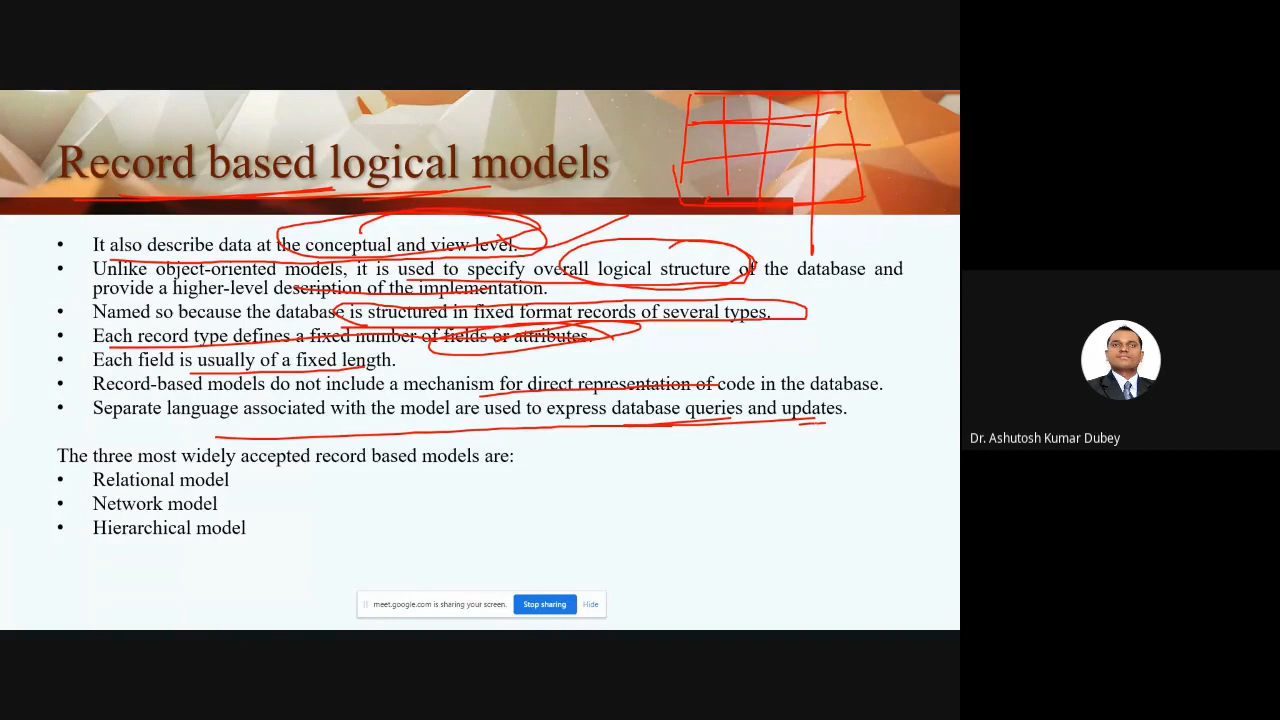 Record based logical models
• It also describe data at the conceptual and view level.
• Unlike object-oriented models, it is used to specify overall logical structure of the database and
provide a higher-level description of the implementation.
• Named so because the database is structured in fixed format records of several types.
• Each record type defines a fixed number of fields or attributes.
• Each field is usually of a fixed length.
• Record-based models do not include a mechanism for direct representation of code in the database.
• Separate language associated with the model are used to express database queries and updates.
The three most widely accepted record based models are:
• Relational model
• Network model
• Hierarchical model
meet.google.com is sharing your screen. Stop sharing Hide
Dr. Ashutosh Kumar Dubey